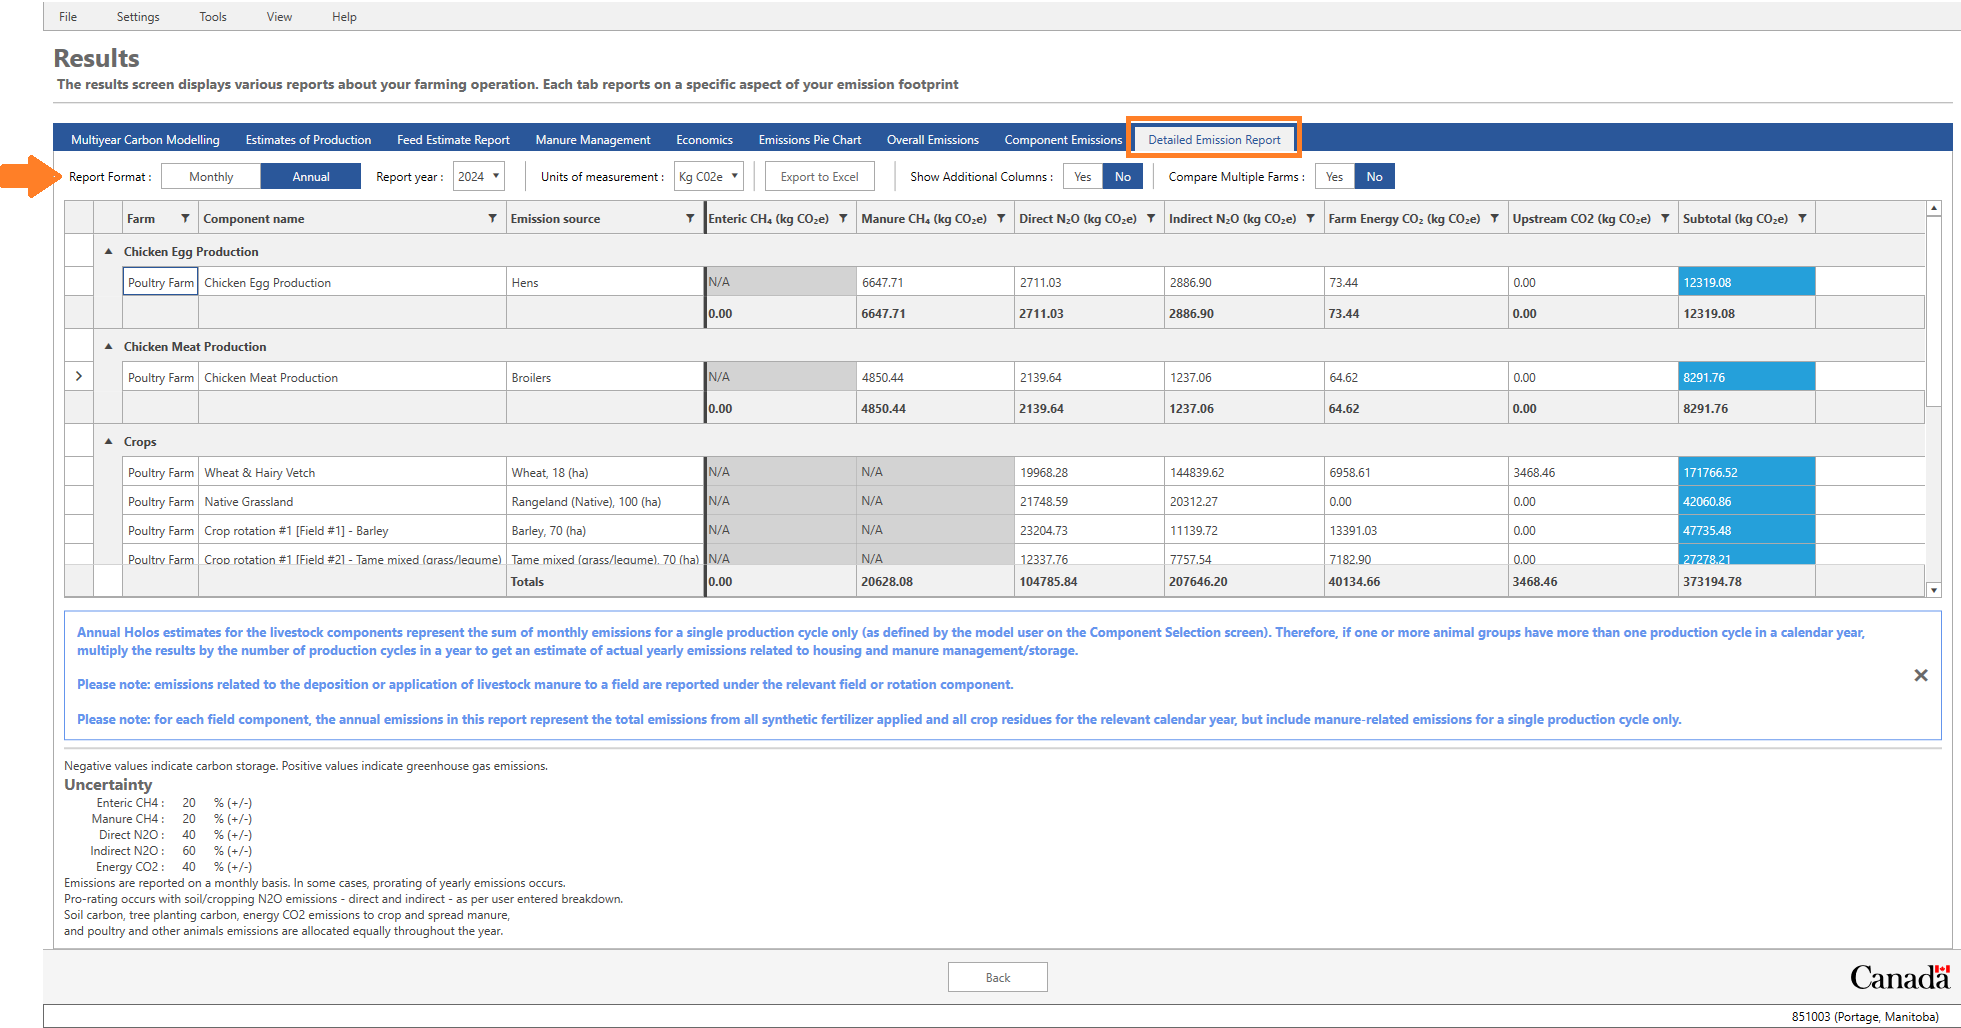 File Settings Tools View Help
Results
The results screen displays various reports about your farming operation. Each tab reports on a specific aspect of your emission footprint
Multiyear Carbon Modelling Estimates of Production Feed Estimate Report Manure Management Economics Emissions Pie Chart Overall Emissions Component Emissions Detailed Emission Report
Report Format : Monthly Annual Report year : 2024 Units of measurement : Kg C02e Export to Excel Show Additional Columns : Yes No Compare Multiple Farms : Yes No
Farm Component name Emission source Enteric CH₄ (kg CO₂e) Manure CH₄ (kg CO₂e) Direct N₂O (kg CO₂e) Indirect N₂O (kg CO₂e) Farm Energy CO₂ (kg CO₂e) Upstream CO2 (kg CO₂e) Subtotal (kg CO₂e)
Chicken Egg Production
Poultry Farm Chicken Egg Production Hens N/A 6647.71 2711.03 2886.90 73.44 0.00 12319.08
0.00 6647.71 2711.03 2886.90 73.44 0.00 12319.08
Chicken Meat Production
Poultry Farm Chicken Meat Production Broilers N/A 4850.44 2139.64 1237.06 64.62 0.00 8291.76
0.00 4850.44 2139.64 1237.06 64.62 0.00 8291.76
Crops
Poultry Farm Wheat & Hairy Vetch Wheat, 18 (ha) N/A N/A 19968.28 144839.62 6958.61 3468.46 171766.52
Poultry Farm Native Grassland Rangeland (Native), 100 (ha) N/A N/A 21748.59 20312.27 0.00 0.00 42060.86
Poultry Farm Crop rotation #1 [Field #1] - Barley Barley, 70 (ha) N/A N/A 23204.73 11139.72 13391.03 0.00 47735.48
Poultry Farm Crop rotation #1 [Field #2] - Tame mixed (grass/legume) Tame mixed (grass/legume), 70 (ha) N/A N/A 12337.76 7757.54 7182.90 0.00 27278.21
Totals 0.00 20628.08 104785.84 207646.20 40134.66 3468.46 373194.78
Annual Holos estimates for the livestock components represent the sum of monthly emissions for a single production cycle only (as defined by the model user on the Component Selection screen). Therefore, if one or more animal groups have more than one production cycle in a calendar year,
multiply the results by the number of production cycles in a year to get an estimate of actual yearly emissions related to housing and manure management/storage.
Please note: emissions related to the deposition or application of livestock manure to a field are reported under the relevant field or rotation component.
Please note: for each field component, the annual emissions in this report represent the total emissions from all synthetic fertilizer applied and all crop residues for the relevant calendar year, but include manure-related emissions for a single production cycle only.
Negative values indicate carbon storage. Positive values indicate greenhouse gas emissions.
Uncertainty
Enteric CH4 : 20 % (+/-)
Manure CH4 : 20 % (+/-)
Direct N2O : 40 % (+/-)
Indirect N2O : 60 % (+/-)
Energy CO2 : 40 % (+/-)
Emissions are reported on a monthly basis. In some cases, prorating of yearly emissions occurs.
Pro-rating occurs with soil/cropping N2O emissions - direct and indirect - as per user entered breakdown.
Soil carbon, tree planting carbon, energy CO2 emissions to crop and spread manure,
and poultry and other animals emissions are allocated equally throughout the year.
Back
Canada
851003 (Portage, Manitoba)